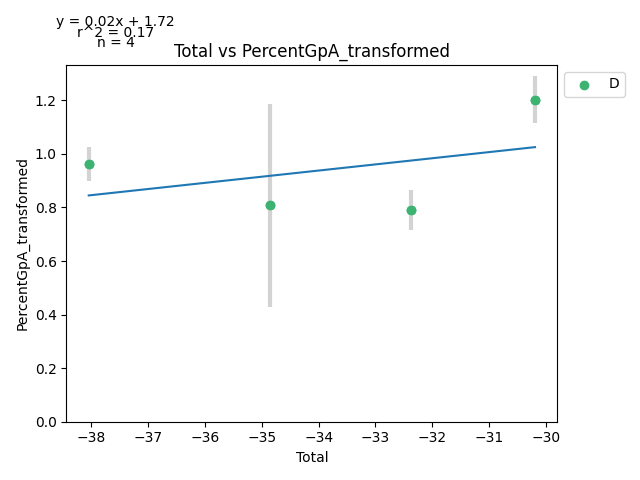 y = 0.02x + 1.72
r^2 = 0.17
n = 4
Total vs PercentGpA_transformed
D
PercentGpA_transformed
1.2
1.0
0.8
0.6
0.4
0.2
0.0
−38 −37 −36 −35 −34 −33 −32 −31 −30
Total